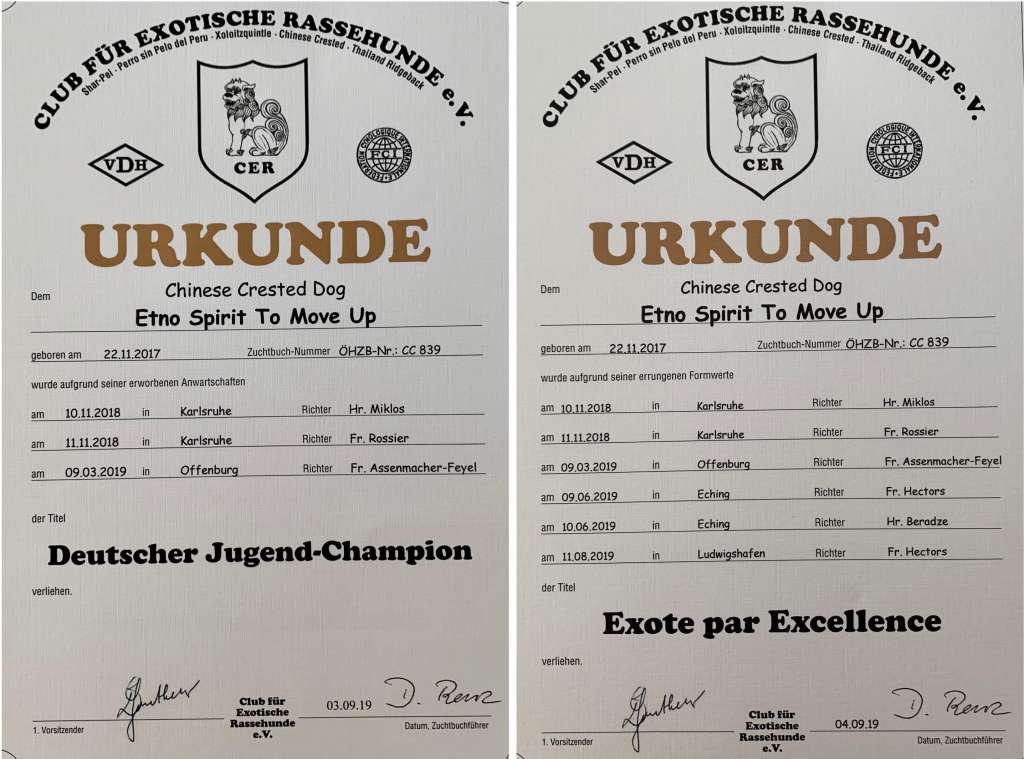 CLUB FÜR EXOTISCHE RASSEHUNDE e.V.
Shar-Pei · Perro sin Pelo del Peru · Xoloitzquintle · Chinese Crested · Thailand Ridgeback
VDH
CER
FEDERATION CYNOLOGIQUE INTERNATIONALE
FCI
URKUNDE
Dem Chinese Crested Dog
Etno Spirit To Move Up
geboren am 22.11.2017 Zuchtbuch-Nummer ÖHZB-Nr.: CC 839
wurde aufgrund seiner erworbenen Anwartschaften
am 10.11.2018 in Karlsruhe Richter Hr. Miklos
am 11.11.2018 in Karlsruhe Richter Fr. Rossier
am 09.03.2019 in Offenburg Richter Fr. Assenmacher-Feyel
der Titel
Deutscher Jugend-Champion
verliehen.
03.09.19 D. Renz
1. Vorsitzender
Club für
Exotische
Rassehunde
e.V.
Datum, Zuchtbuchführer
CLUB FÜR EXOTISCHE RASSEHUNDE e.V.
Shar-Pei · Perro sin Pelo del Peru · Xoloitzquintle · Chinese Crested · Thailand Ridgeback
VDH
CER
FEDERATION CYNOLOGIQUE INTERNATIONALE
FCI
URKUNDE
Dem Chinese Crested Dog
Etno Spirit To Move Up
geboren am 22.11.2017 Zuchtbuch-Nummer ÖHZB-Nr.: CC 839
wurde aufgrund seiner errungenen Formwerte
am 10.11.2018 in Karlsruhe Richter Hr. Miklos
am 11.11.2018 in Karlsruhe Richter Fr. Rossier
am 09.03.2019 in Offenburg Richter Fr. Assenmacher-Feyel
am 09.06.2019 in Eching Richter Fr. Hectors
am 10.06.2019 in Eching Richter Hr. Beradze
am 11.08.2019 in Ludwigshafen Richter Fr. Hectors
der Titel
Exote par Excellence
verliehen.
04.09.19 D. Renz
1. Vorsitzender
Club für
Exotische
Rassehunde
e.V.
Datum, Zuchtbuchführer